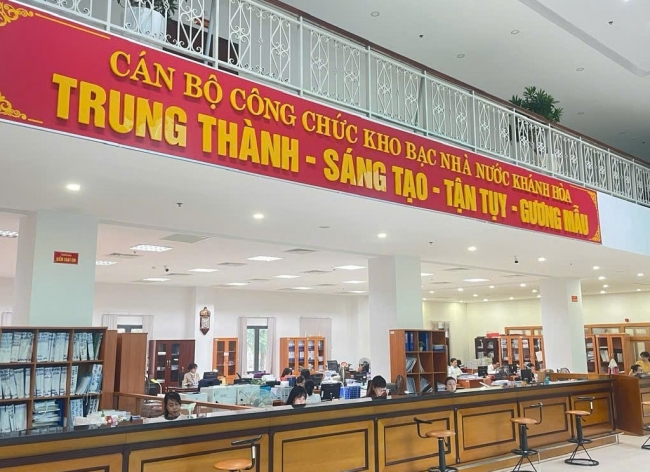 CÁN BỘ CÔNG CHỨC KHO BẠC NHÀ NƯỚC KHÁNH HÒA
TRUNG THÀNH - SÁNG TẠO - TẬN TỤY - GƯƠNG MẪU